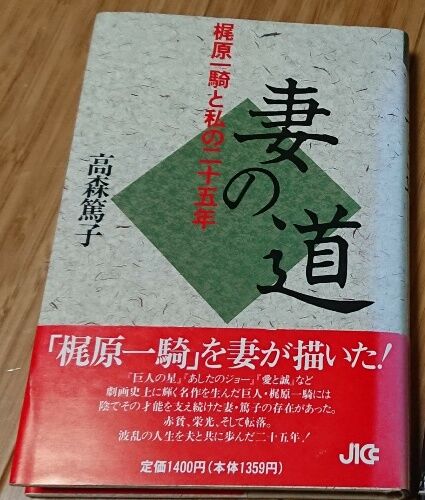 妻の道
梶原一騎と私の二十五年
高森篤子
「梶原一騎」を妻が描いた!
『巨人の星』『あしたのジョー』『愛と誠』など
劇画史上に輝く名作を生んだ巨人・梶原一騎には
陰でその才能を支え続けた妻・篤子の存在があった。
赤貧、栄光、そして転落。
波乱の人生を夫と共に歩んだ二十五年!
定価1400円(本体1359円)
JICC